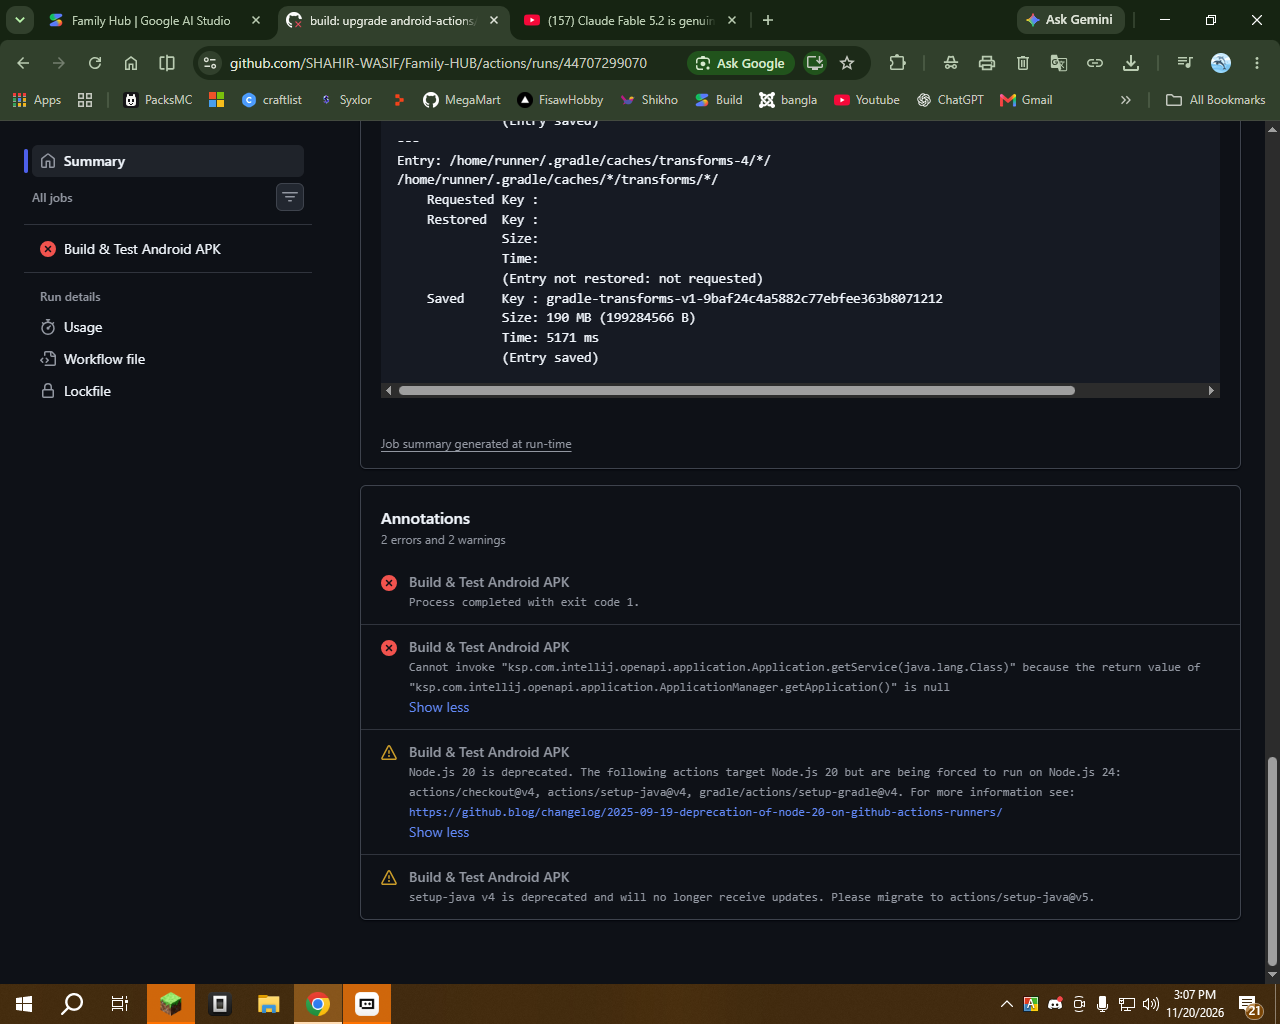 Family Hub | Google AI Studio
build: upgrade android-actions/
(157) Claude Fable 5.2 is genuin
Ask Gemini
github.com/SHAHIR-WASIF/Family-HUB/actions/runs/44707299070
Ask Google
Apps
PacksMC
craftlist
Syxlor
MegaMart
FisawHobby
Shikho
Build
bangla
Youtube
ChatGPT
Gmail
All Bookmarks
Summary
All jobs
Build & Test Android APK
Run details
Usage
Workflow file
Lockfile
(Entry saved)
---
Entry: /home/runner/.gradle/caches/transforms-4/*/
/home/runner/.gradle/caches/*/transforms/*/
Requested Key :
Restored Key :
Size:
Time:
(Entry not restored: not requested)
Saved Key : gradle-transforms-v1-9baf24c4a5882c77ebfee363b8071212
Size: 190 MB (199284566 B)
Time: 5171 ms
(Entry saved)
Job summary generated at run-time
Annotations
2 errors and 2 warnings
Build & Test Android APK
Process completed with exit code 1.
Build & Test Android APK
Cannot invoke "ksp.com.intellij.openapi.application.Application.getService(java.lang.Class)" because the return value of
"ksp.com.intellij.openapi.application.ApplicationManager.getApplication()" is null
Show less
Build & Test Android APK
Node.js 20 is deprecated. The following actions target Node.js 20 but are being forced to run on Node.js 24:
actions/checkout@v4, actions/setup-java@v4, gradle/actions/setup-gradle@v4. For more information see:
https://github.blog/changelog/2025-09-19-deprecation-of-node-20-on-github-actions-runners/
Show less
Build & Test Android APK
setup-java v4 is deprecated and will no longer receive updates. Please migrate to actions/setup-java@v5.
3:07 PM
11/20/2026
21